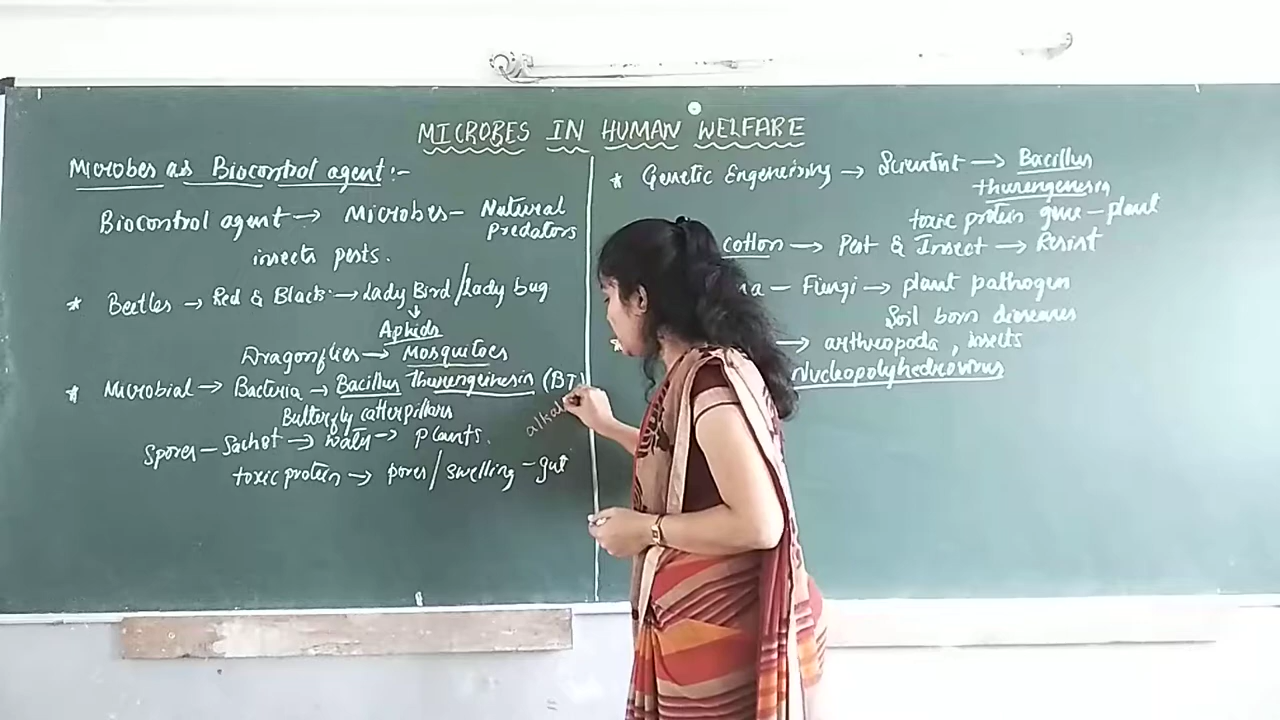 MICROBES IN HUMAN WELFARE
Microbes as Biocontrol agent :-
Biocontrol agent → Microbes - Natural
predators
insects pests.
* Beetles → Red & Black → Lady Bird / Lady bug
↓
Aphids
Dragonflies → Mosquitoes
* Microbial → Bacteria → Bacillus Thurengeinesin (BT)
Butterfly catterpillars
Spores - Sachet → water → plants.
toxic protein → pores / swelling - gut
alkal
* Genetic Engeneising → Scientist → Bacillus
thurengenesin
toxic protein gene - plant
cotton → Pest & Insect → Resist
a - Fungi → plant pathogen
Soil born diseases
→ arthropoda, insects
Nucleopolyhedrovirus